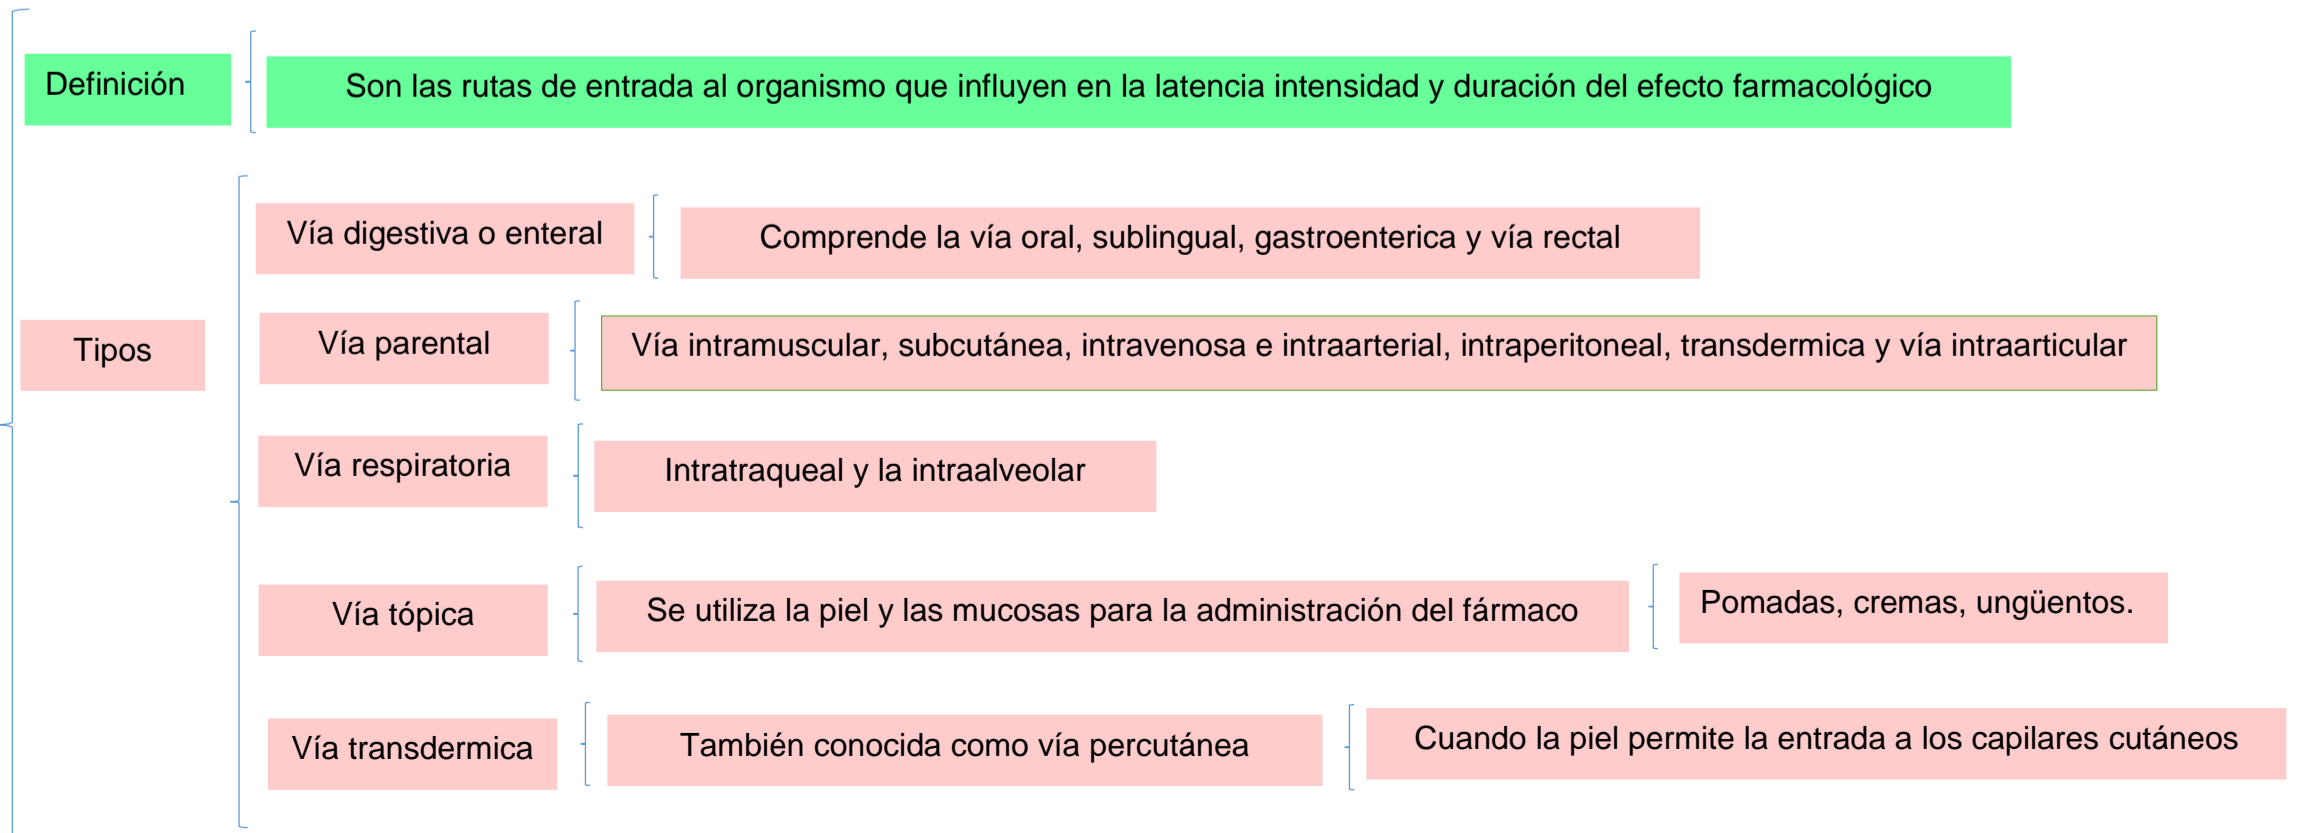 Definición
Son las rutas de entrada al organismo que influyen en la latencia intensidad y duración del efecto farmacológico
Tipos
Vía digestiva o enteral
Comprende la vía oral, sublingual, gastroenterica y vía rectal
Vía parental
Vía intramuscular, subcutánea, intravenosa e intraarterial, intraperitoneal, transdermica y vía intraarticular
Vía respiratoria
Intratraqueal y la intraalveolar
Vía tópica
Se utiliza la piel y las mucosas para la administración del fármaco
Pomadas, cremas, ungüentos.
Vía transdermica
También conocida como vía percutánea
Cuando la piel permite la entrada a los capilares cutáneos